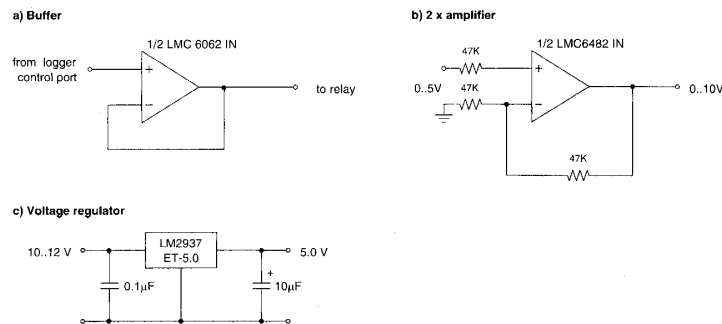 a) Buffer
1/2 LMC 6062 IN
from logger
control port
+
−
to relay
b) 2 x amplifier
1/2 LMC6482 IN
47K
+
0..5V
47K
−
0..10V
47K
c) Voltage regulator
10..12 V
LM2937
ET-5.0
5.0 V
0.1µF
+
10µF